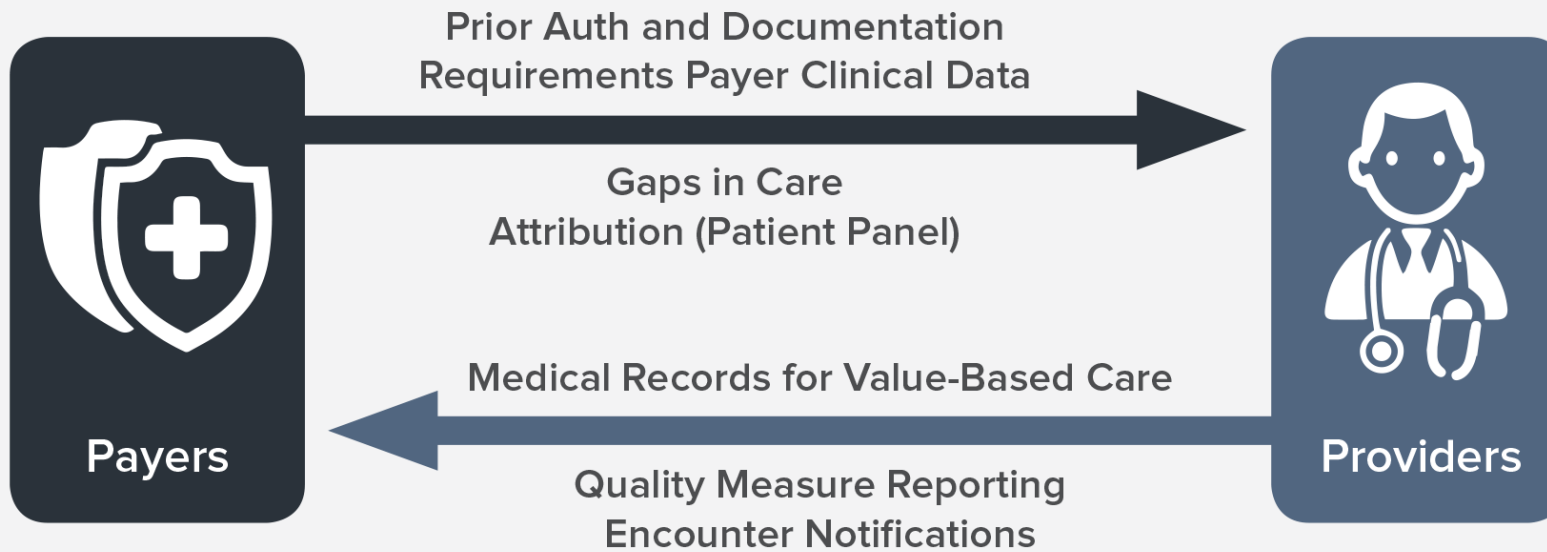 Prior Auth and Documentation
Requirements Payer Clinical Data
Gaps in Care
Attribution (Patient Panel)
Medical Records for Value-Based Care
Payers
Providers
Quality Measure Reporting
Encounter Notifications